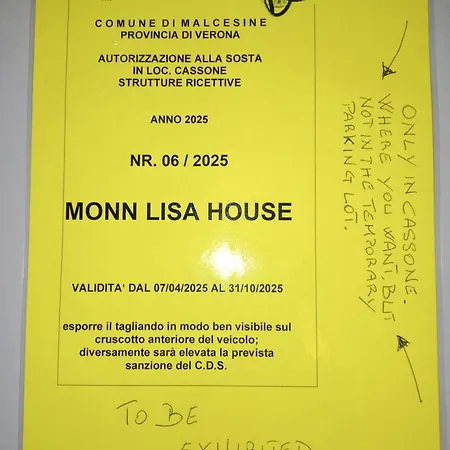 COMUNE DI MALCESINE
PROVINCIA DI VERONA
AUTORIZZAZIONE ALLA SOSTA
IN LOC. CASSONE
STRUTTURE RICETTIVE
ANNO 2025
NR. 06 / 2025
MONN LISA HOUSE
VALIDITA' DAL 07/04/2025 AL 31/10/2025
esporre il tagliando in modo ben visibile sul
cruscotto anteriore del veicolo;
diversamente sarà elevata la prevista
sanzione del C.D.S.
ONLY IN CASSONE.
WHERE YOU WANT, BUT
NOT IN THE TEMPORARY
PARKING LOT.
TO BE
EXHIBITED